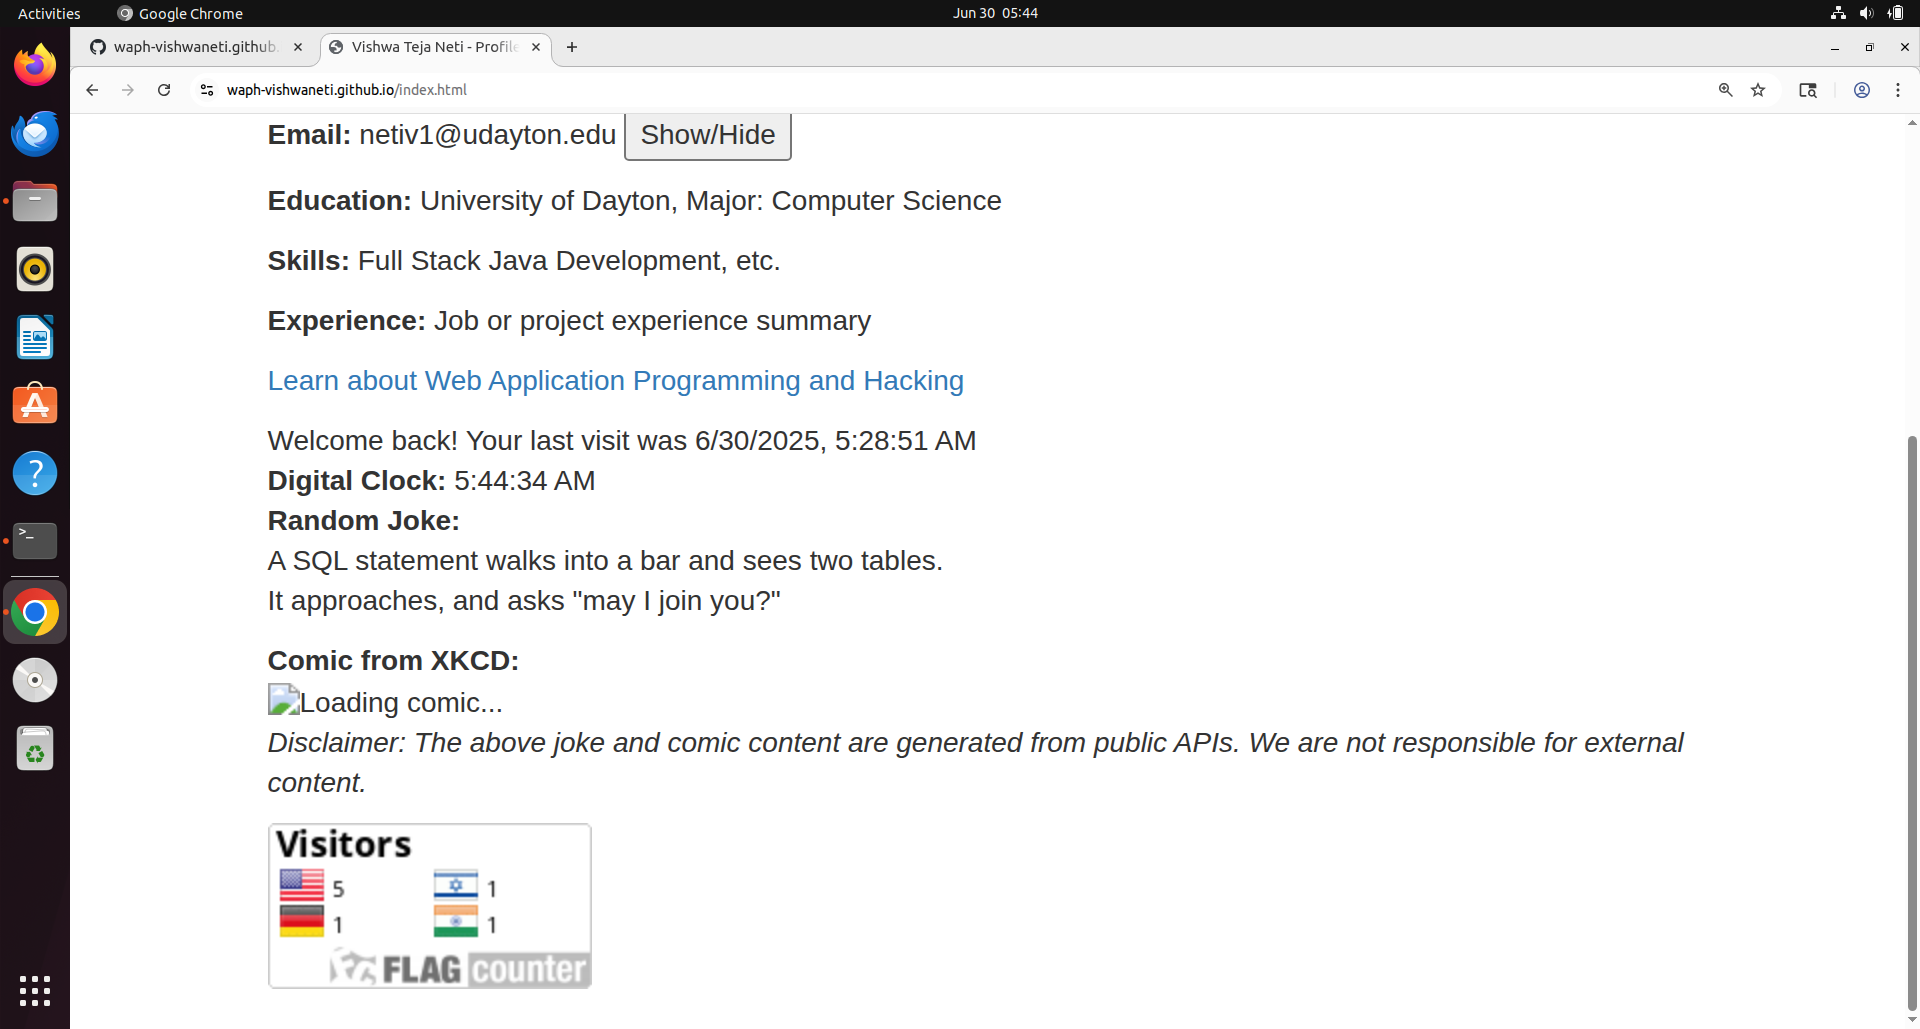 Activities
Google Chrome
Jun 30 05:44
waph-vishwaneti.github.
Vishwa Teja Neti - Profile
waph-vishwaneti.github.io/index.html
Email: netiv1@udayton.edu Show/Hide
Education: University of Dayton, Major: Computer Science
Skills: Full Stack Java Development, etc.
Experience: Job or project experience summary
Learn about Web Application Programming and Hacking
Welcome back! Your last visit was 6/30/2025, 5:28:51 AM
Digital Clock: 5:44:34 AM
Random Joke:
A SQL statement walks into a bar and sees two tables.
It approaches, and asks "may I join you?"
Comic from XKCD:
Loading comic...
Disclaimer: The above joke and comic content are generated from public APIs. We are not responsible for external
content.
Visitors
5 1
1 1
FLAG counter